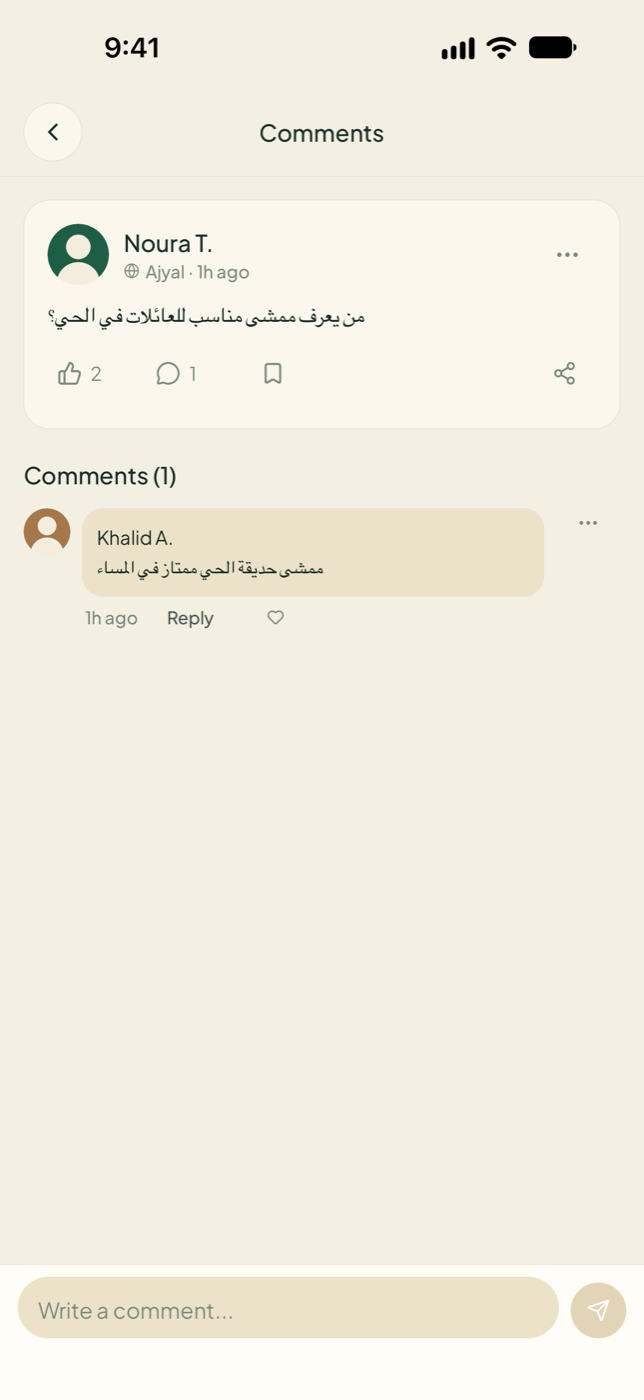 9:41
Comments
Noura T.
Ajyal · 1h ago
من يعرف ممشى مناسب للعائلات في الحي؟
2
1
Comments (1)
Khalid A.
ممشى حديقة الحي ممتاز في المساء
1h ago Reply
Write a comment...